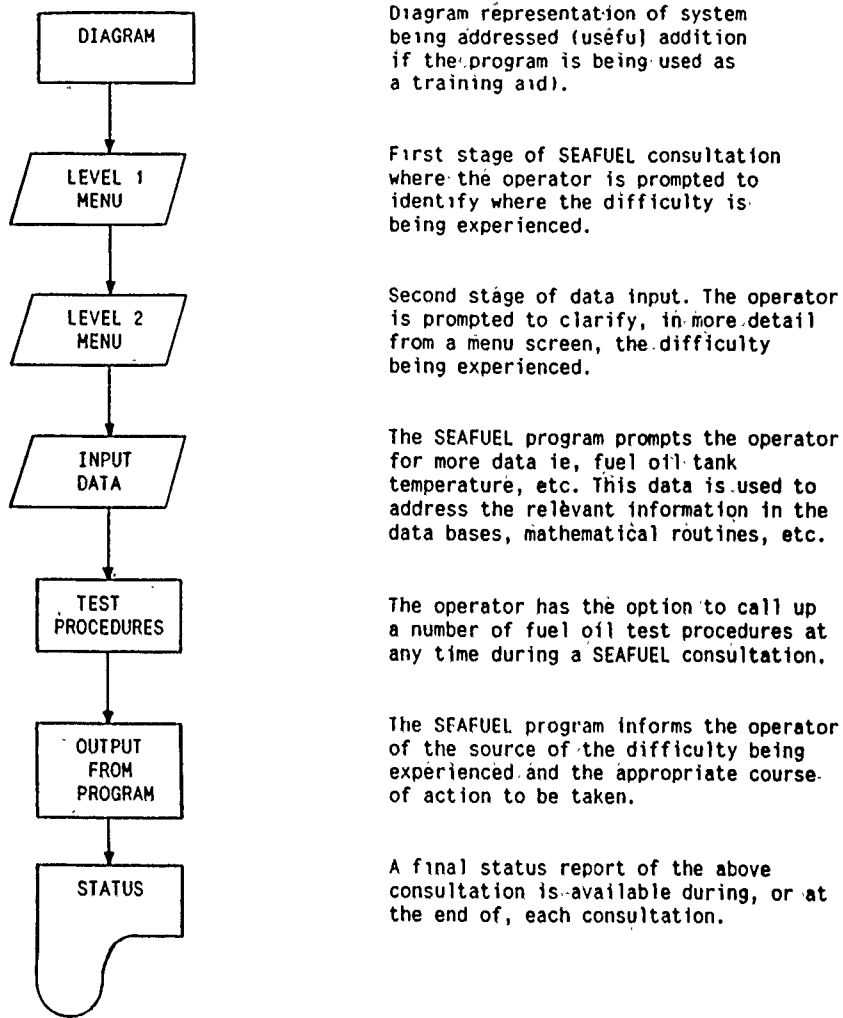 DIAGRAM
Diagram representation of system
being addressed (useful addition
if the program is being used as
a training aid).
LEVEL 1
MENU
First stage of SEAFUEL consultation
where the operator is prompted to
identify where the difficulty is
being experienced.
LEVEL 2
MENU
Second stage of data input. The operator
is prompted to clarify, in more detail
from a menu screen, the difficulty
being experienced.
INPUT
DATA
The SEAFUEL program prompts the operator
for more data ie, fuel oil tank
temperature, etc. This data is used to
address the relevant information in the
data bases, mathematical routines, etc.
TEST
PROCEDURES
The operator has the option to call up
a number of fuel oil test procedures at
any time during a SEAFUEL consultation.
OUTPUT
FROM
PROGRAM
The SEAFUEL program informs the operator
of the source of the difficulty being
experienced and the appropriate course
of action to be taken.
STATUS
A final status report of the above
consultation is available during, or at
the end of, each consultation.